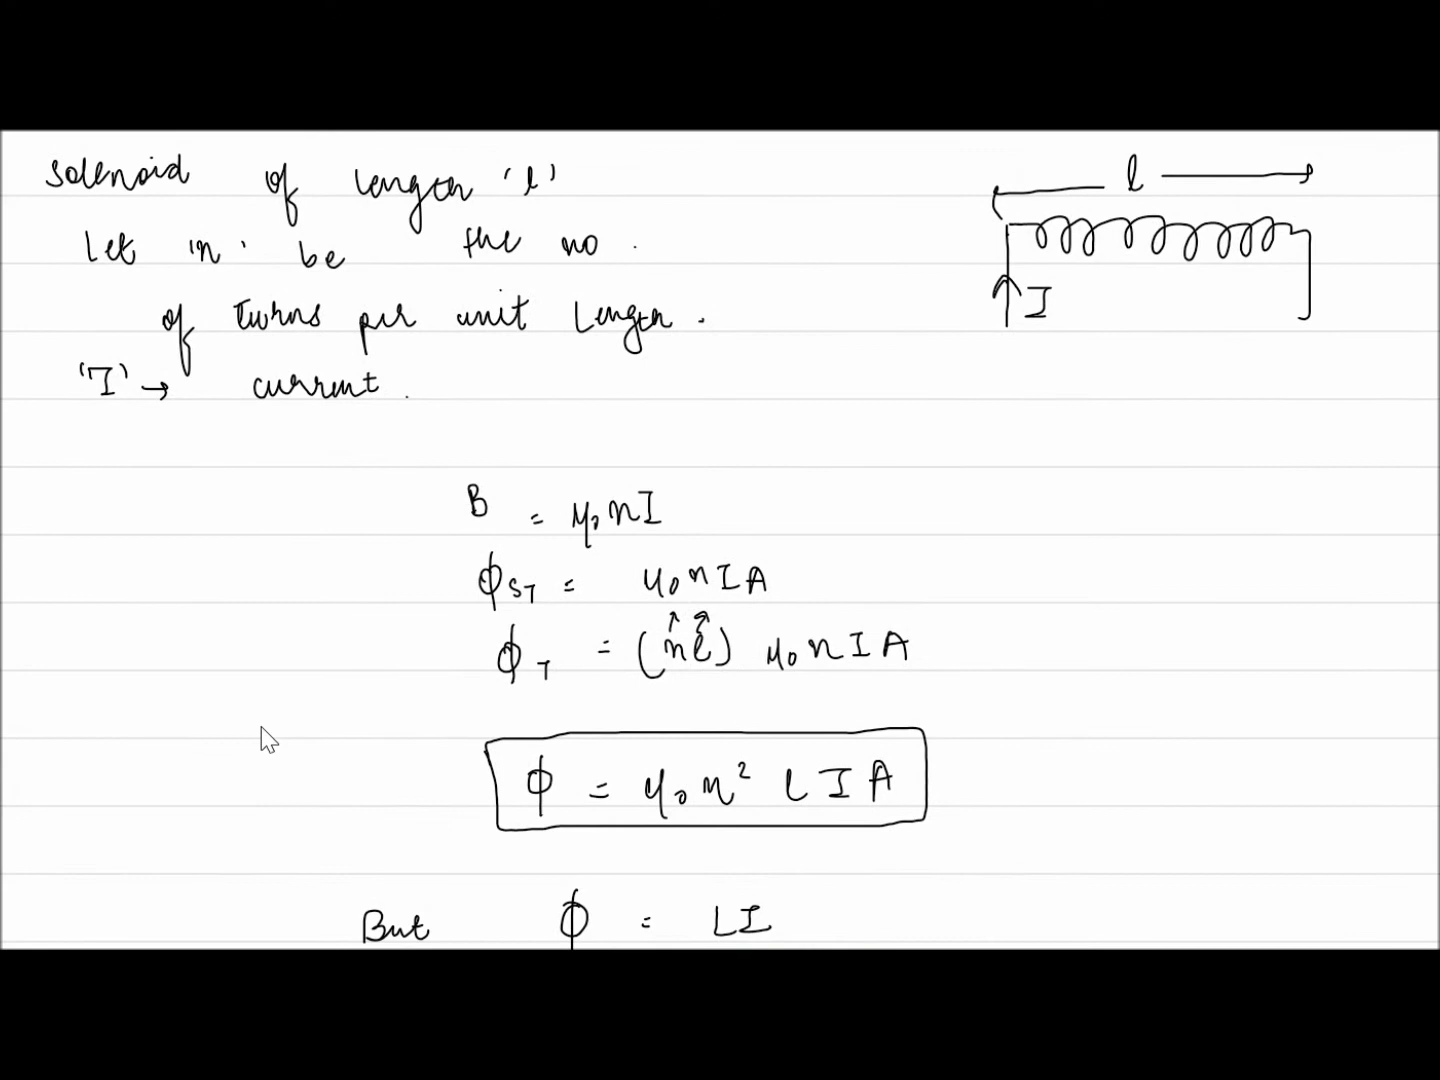 solenoid of length 'l'
l
Let 'n' be the no.
of turns per unit Length.
I
'I' → current.
B = μ₀nI
ϕST = μ₀nIA
ϕT = (nl) μ₀nIA
ϕ = μ₀n² l I A
But ϕ = LI